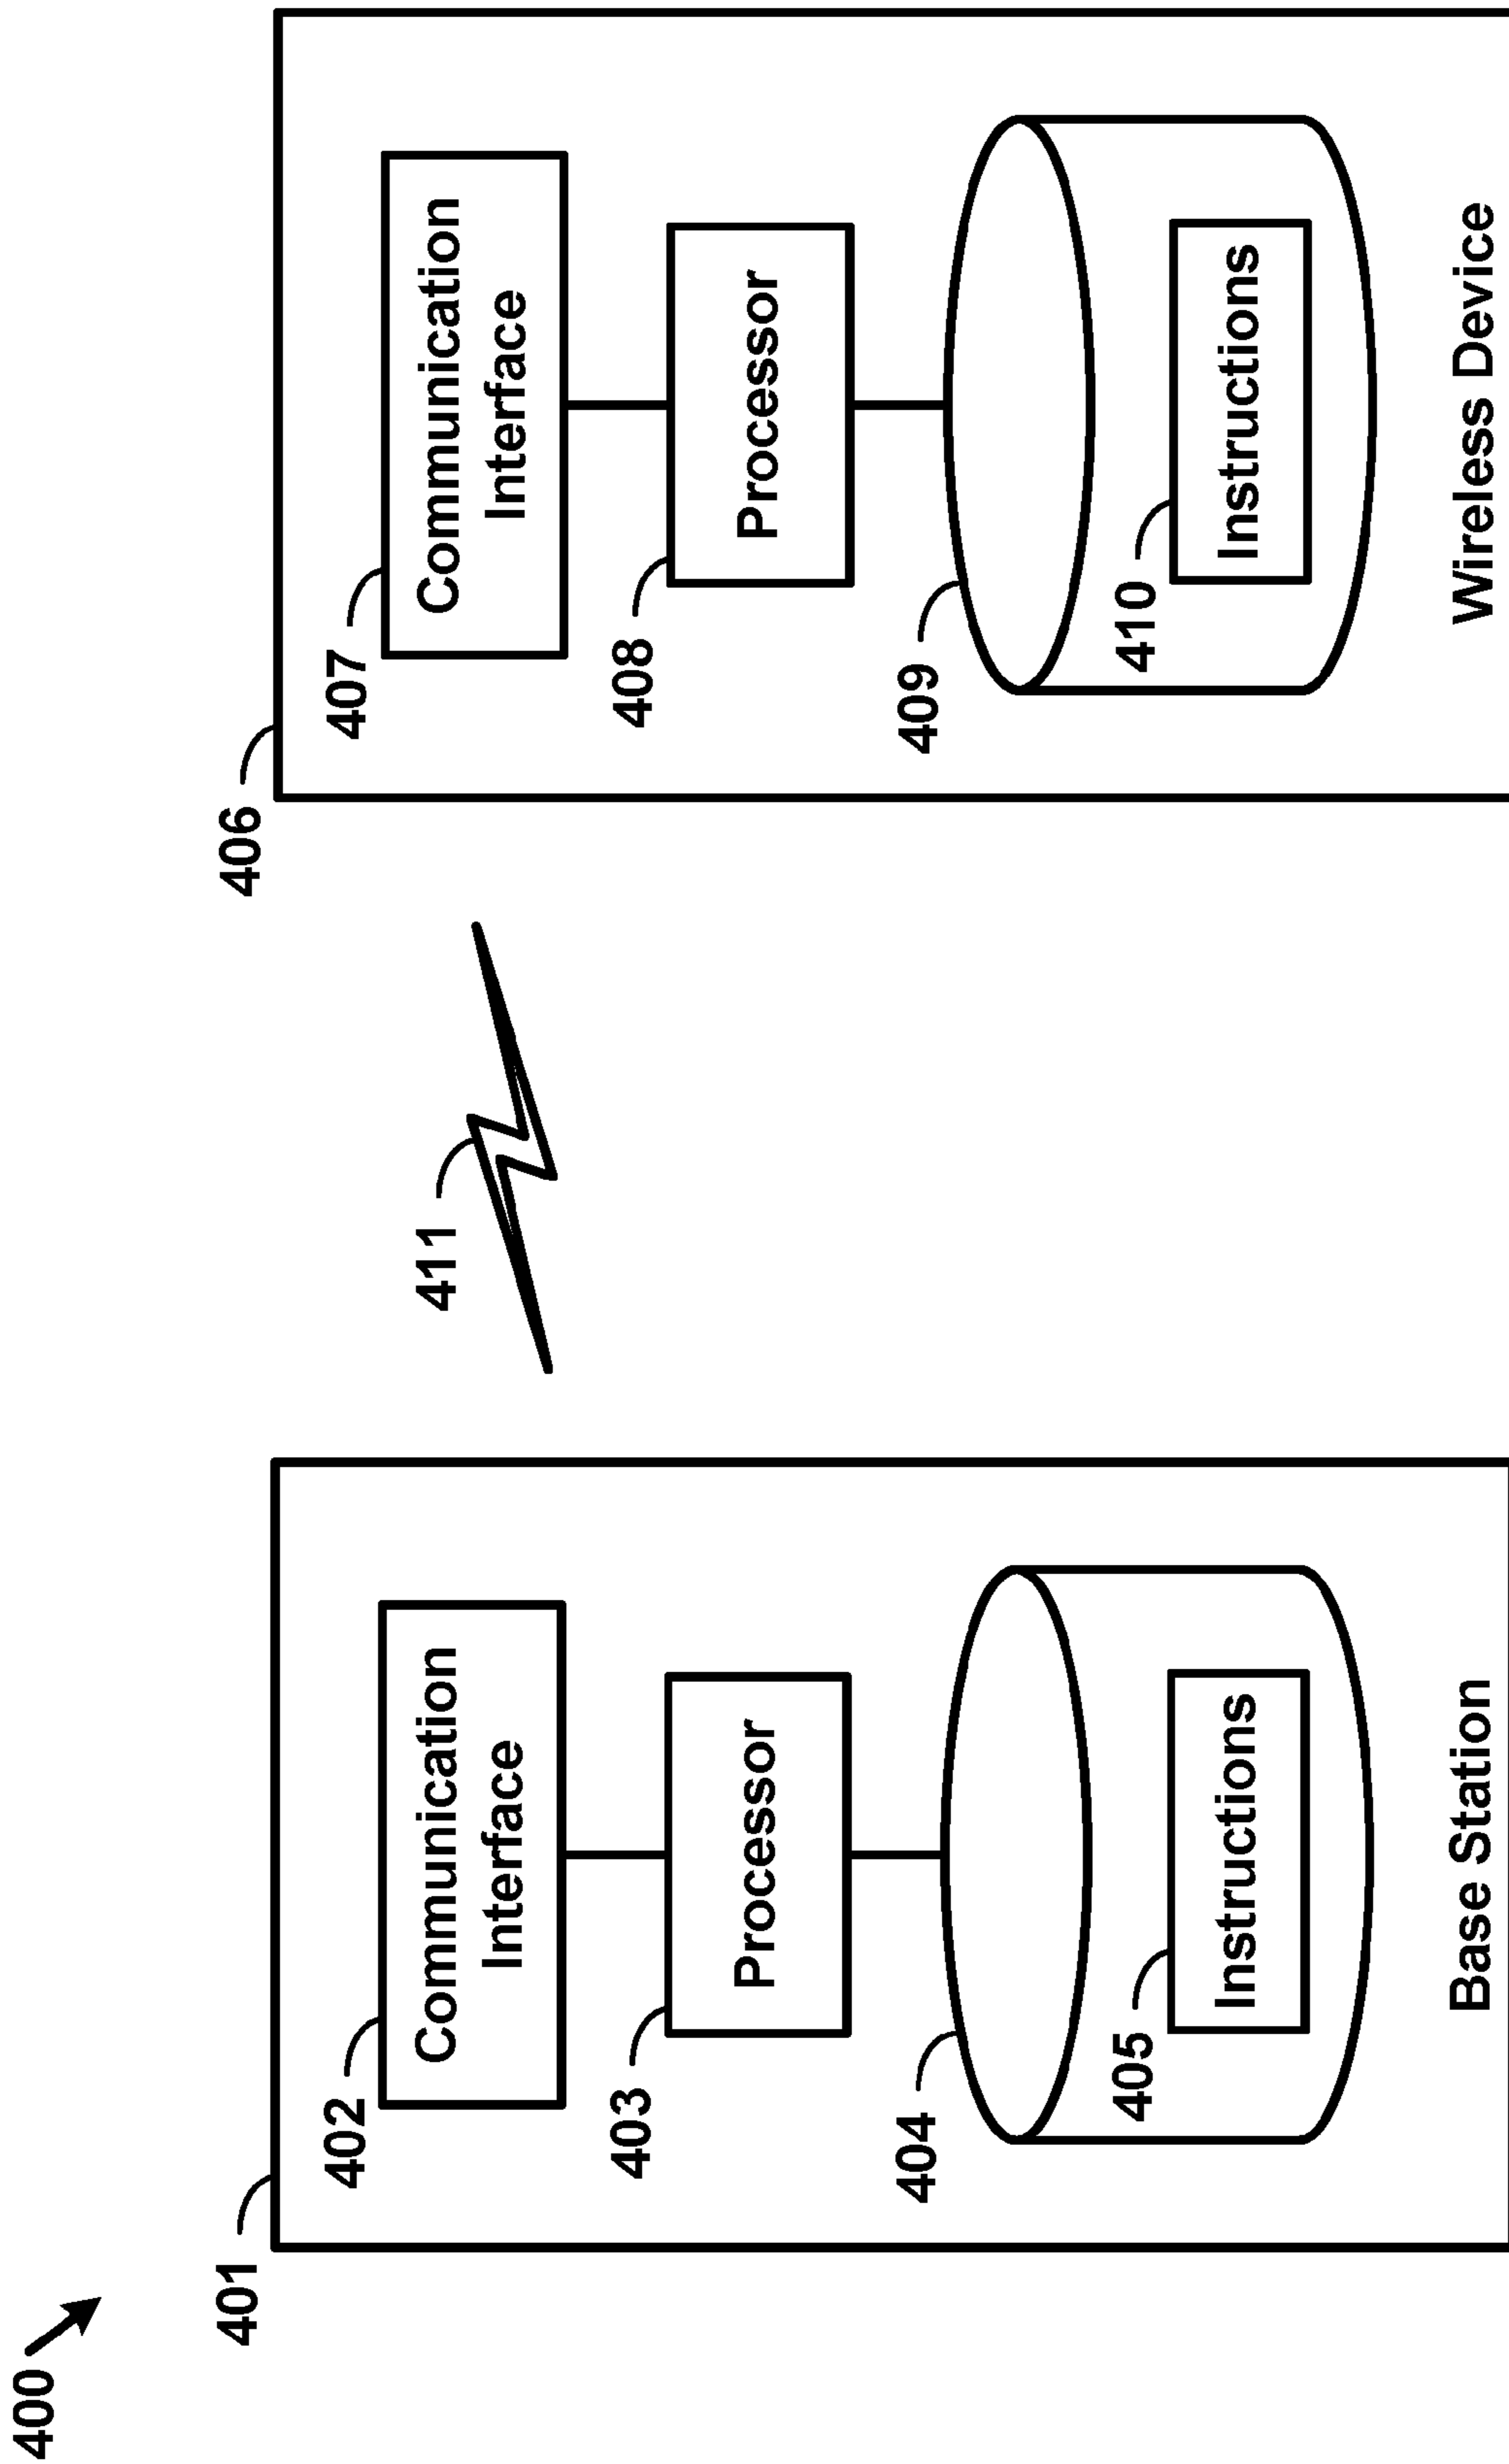 400
401
402
Communication
Interface
403
Processor
404
405
Instructions
Base Station
411
406
407
Communication
Interface
408
Processor
409
410
Instructions
Wireless Device